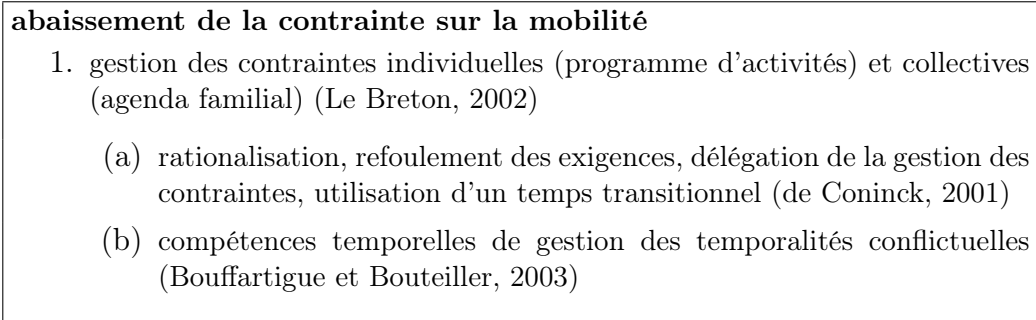 abaissement de la contrainte sur la mobilité
1. gestion des contraintes individuelles (programme d'activités) et collectives
(agenda familial) (Le Breton, 2002)
(a) rationalisation, refoulement des exigences, délégation de la gestion des
contraintes, utilisation d'un temps transitionnel (de Coninck, 2001)
(b) compétences temporelles de gestion des temporalités conflictuelles
(Bouffartigue et Bouteiller, 2003)